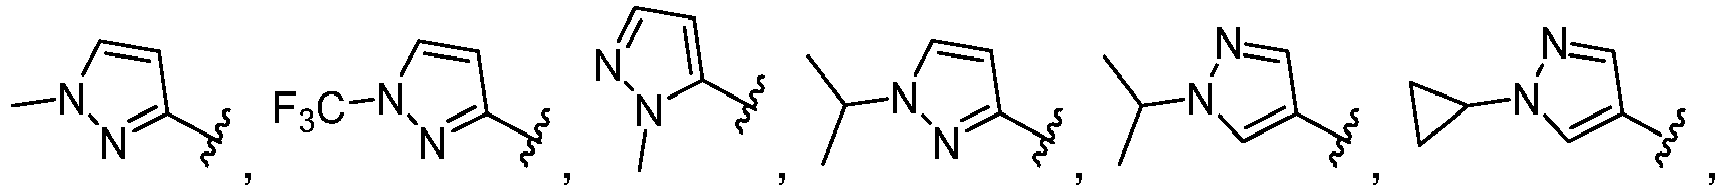 N N , F₃C N N , N N , N N , N N , N N ,